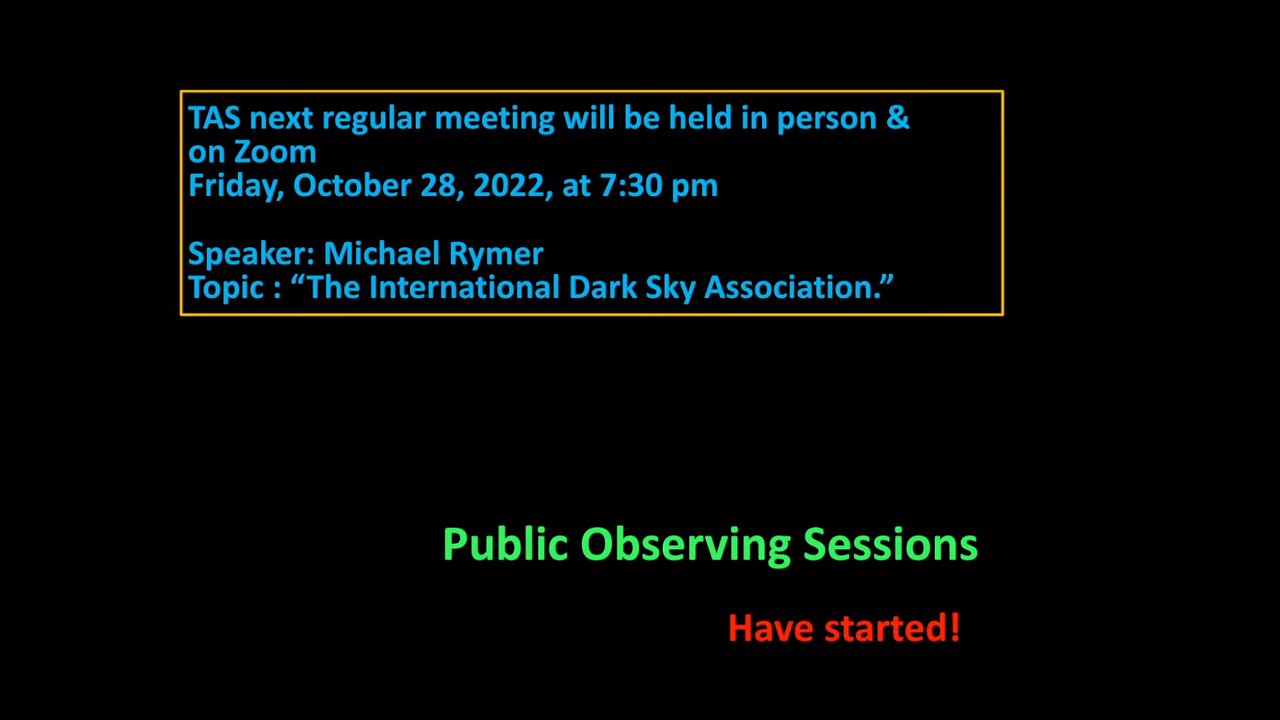 TAS next regular meeting will be held in person &
on Zoom
Friday, October 28, 2022, at 7:30 pm
Speaker: Michael Rymer
Topic : “The International Dark Sky Association.”
Public Observing Sessions
Have started!